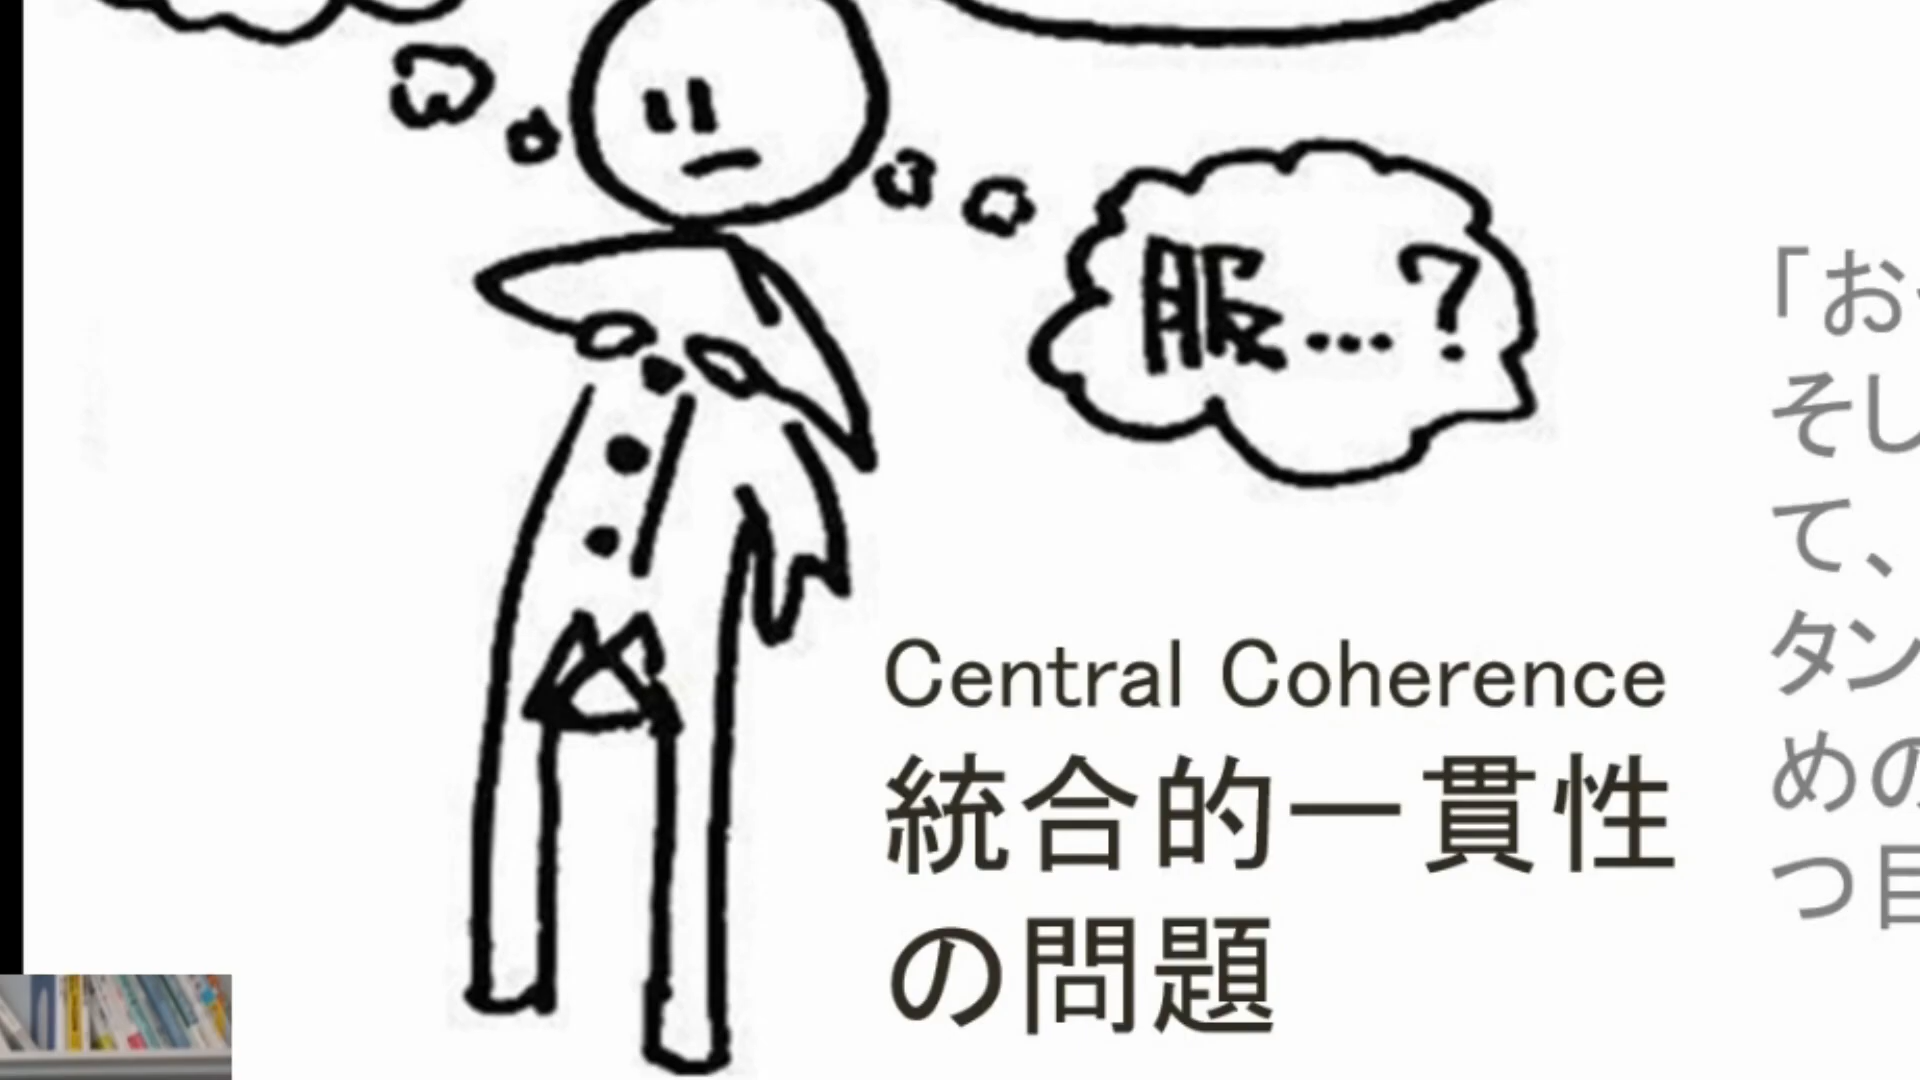 服…？
Central Coherence
統合的一貫性
の問題
「お
そし
て、
タン
めの
つ目